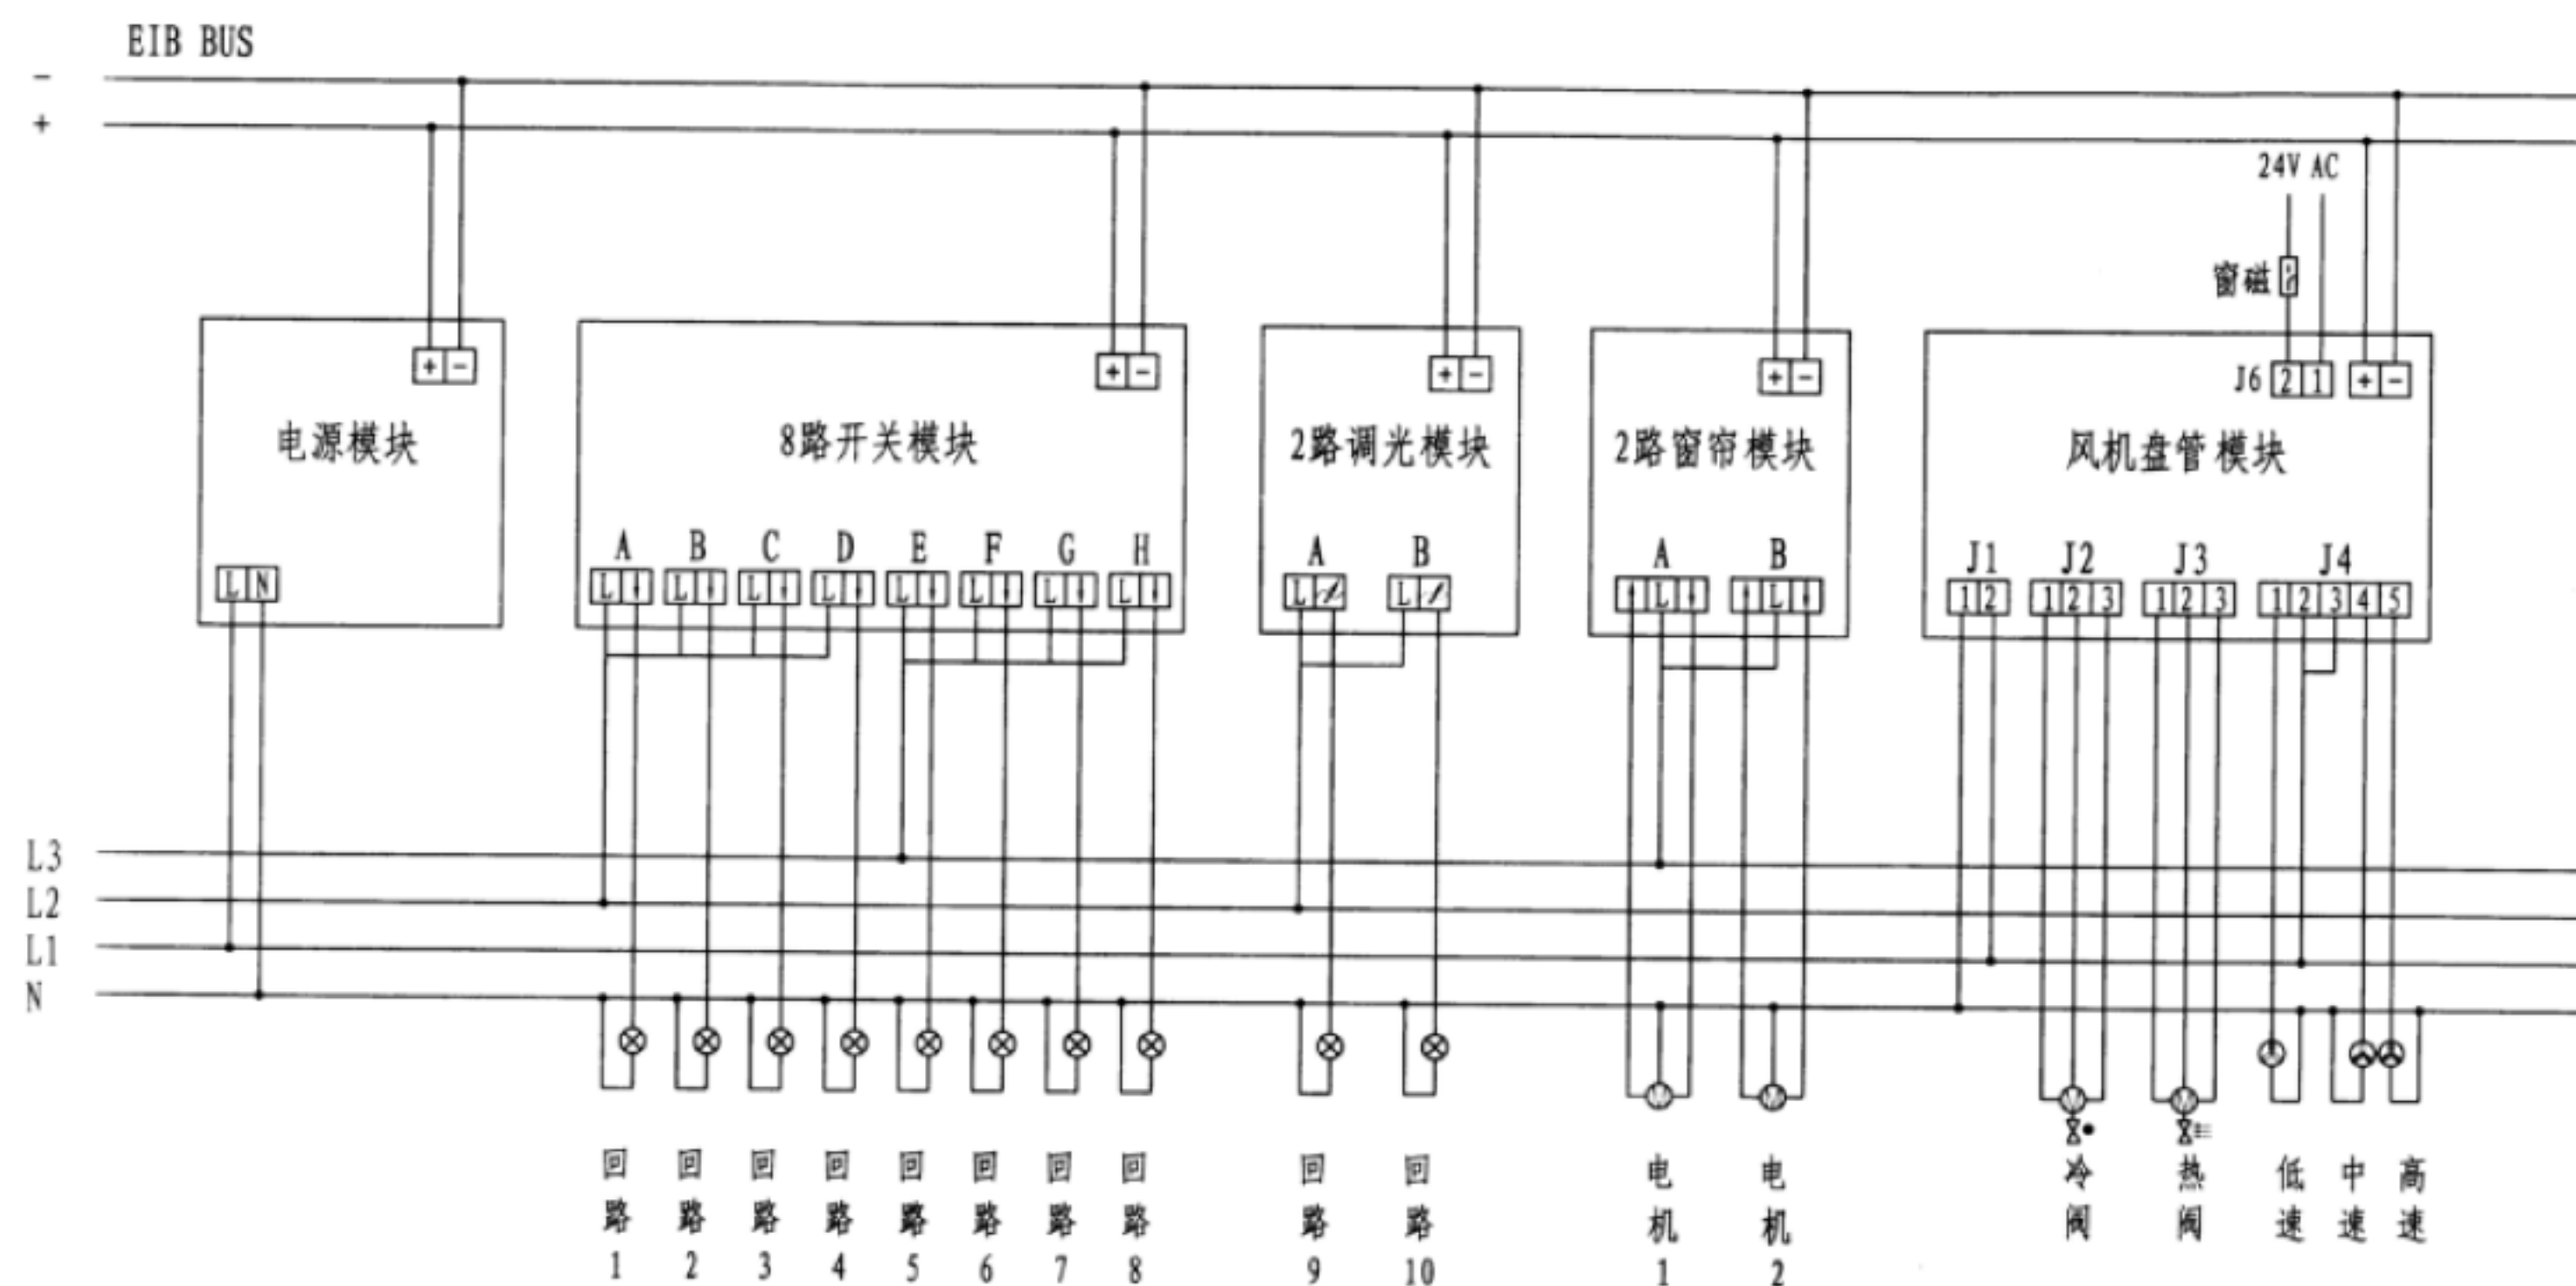 EIB BUS
-
+
24V AC
窗磁
+ -
+ -
+ -
+ -
J6 2 1 + -
电源模块
8路开关模块
2路调光模块
2路窗帘模块
风机盘管模块
A B C D E F G H
A B
A B
J1 J2 J3 J4
L N
L L L L L L L L
L L
L L
1 2 1 2 3 1 2 3 1 2 3 4 5
L3
L2
L1
N
回路1
回路2
回路3
回路4
回路5
回路6
回路7
回路8
回路9
回路10
电机1
电机2
冷阀
热阀
低速
中速
高速